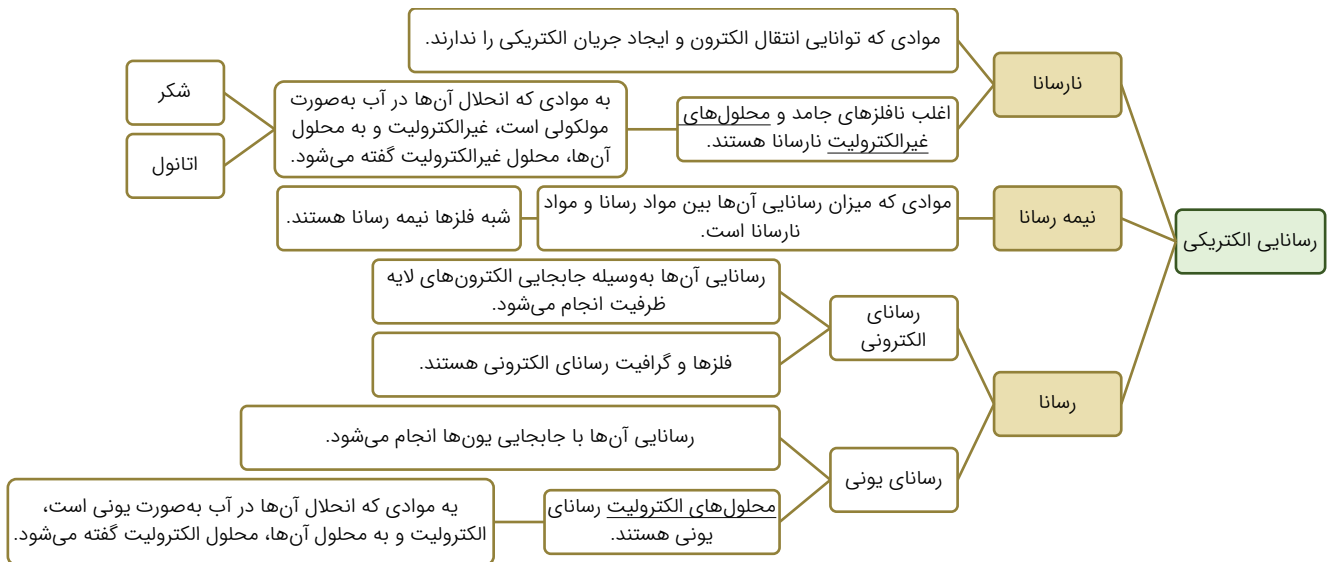 رسانایی الکتریکی
نارسانا
موادی که توانایی انتقال الکترون و ایجاد جریان الکتریکی را ندارند.
اغلب نافلزهای جامد و محلول‌های
غیرالکترولیت نارسانا هستند.
به موادی که انحلال آن‌ها در آب به‌صورت
مولکولی است، غیرالکترولیت و به محلول
آن‌ها، محلول غیرالکترولیت گفته می‌شود.
شکر
اتانول
نیمه رسانا
موادی که میزان رسانایی آن‌ها بین مواد رسانا و مواد
نارسانا است.
شبه فلزها نیمه رسانا هستند.
رسانا
رسانای
الکترونی
رسانایی آن‌ها به‌وسیله جابجایی الکترون‌های لایه
ظرفیت انجام می‌شود.
فلزها و گرافیت رسانای الکترونی هستند.
رسانای یونی
رسانایی آن‌ها با جابجایی یون‌ها انجام می‌شود.
محلول‌های الکترولیت رسانای
یونی هستند.
یه موادی که انحلال آن‌ها در آب به‌صورت یونی است،
الکترولیت و به محلول آن‌ها، محلول الکترولیت گفته می‌شود.